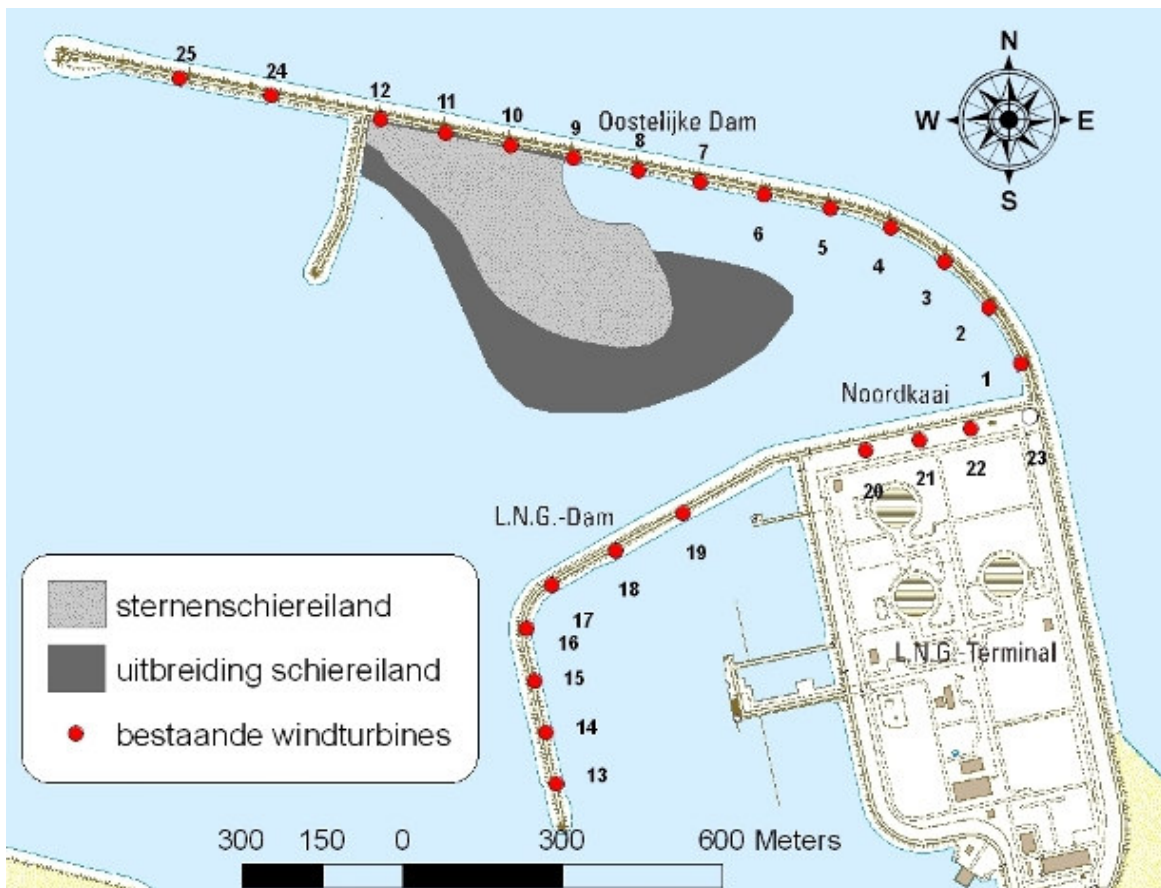 25
24
12
11
10
9
Oostelijke Dam
8
7
6
5
4
3
2
1
N
W
E
S
Noordkaai
23
22
21
20
L.N.G.-Dam
19
18
17
16
15
14
13
L.N.G.-Terminal
sternenschiereiland
uitbreiding schiereiland
bestaande windturbines
300 150 0 300 600 Meters